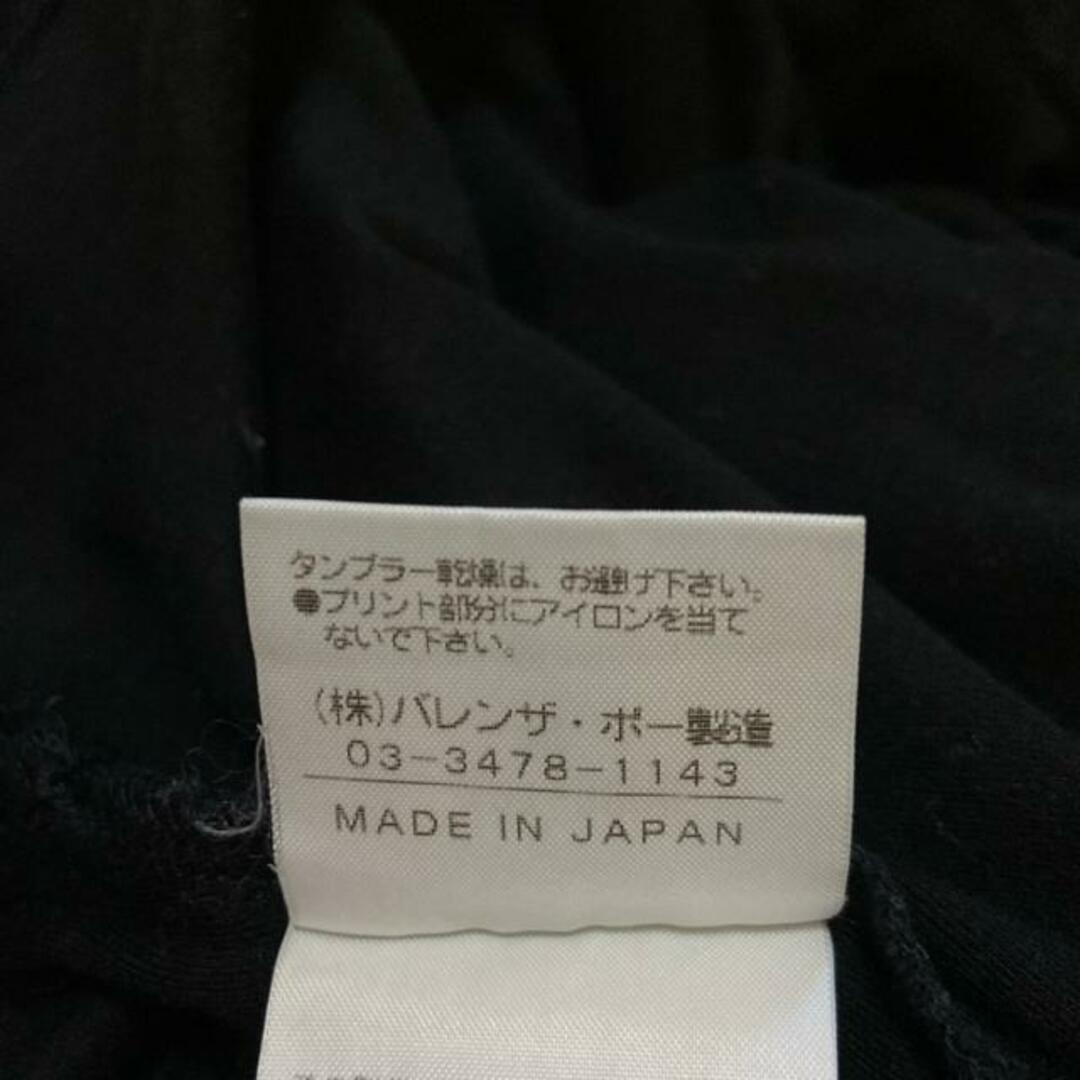 タンブラー乾燥は、お避け下さい。
●プリント部分にアイロンを当て
ないで下さい。
(株)バレンザ・ポー製造
03-3478-1143
MADE IN JAPAN